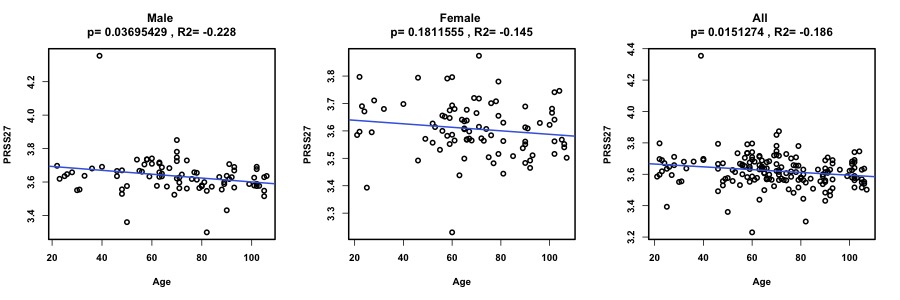 Male
p= 0.03695429 , R2= -0.228
PRSS27
4.2
4.0
3.8
3.6
3.4
20 40 60 80 100
Age
Female
p= 0.1811555 , R2= -0.145
PRSS27
3.8
3.7
3.6
3.5
3.4
3.3
20 40 60 80 100
Age
All
p= 0.0151274 , R2= -0.186
PRSS27
4.4
4.2
4.0
3.8
3.6
3.4
3.2
20 40 60 80 100
Age